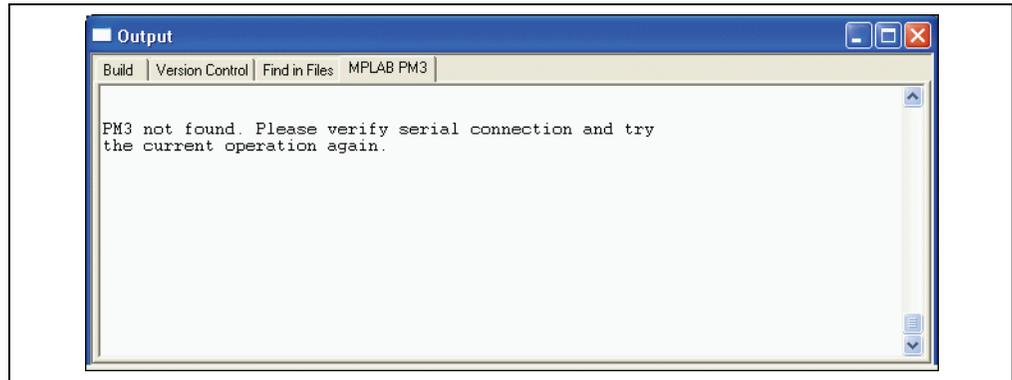 Output
Build Version Control Find in Files MPLAB PM3
PM3 not found. Please verify serial connection and try
the current operation again.